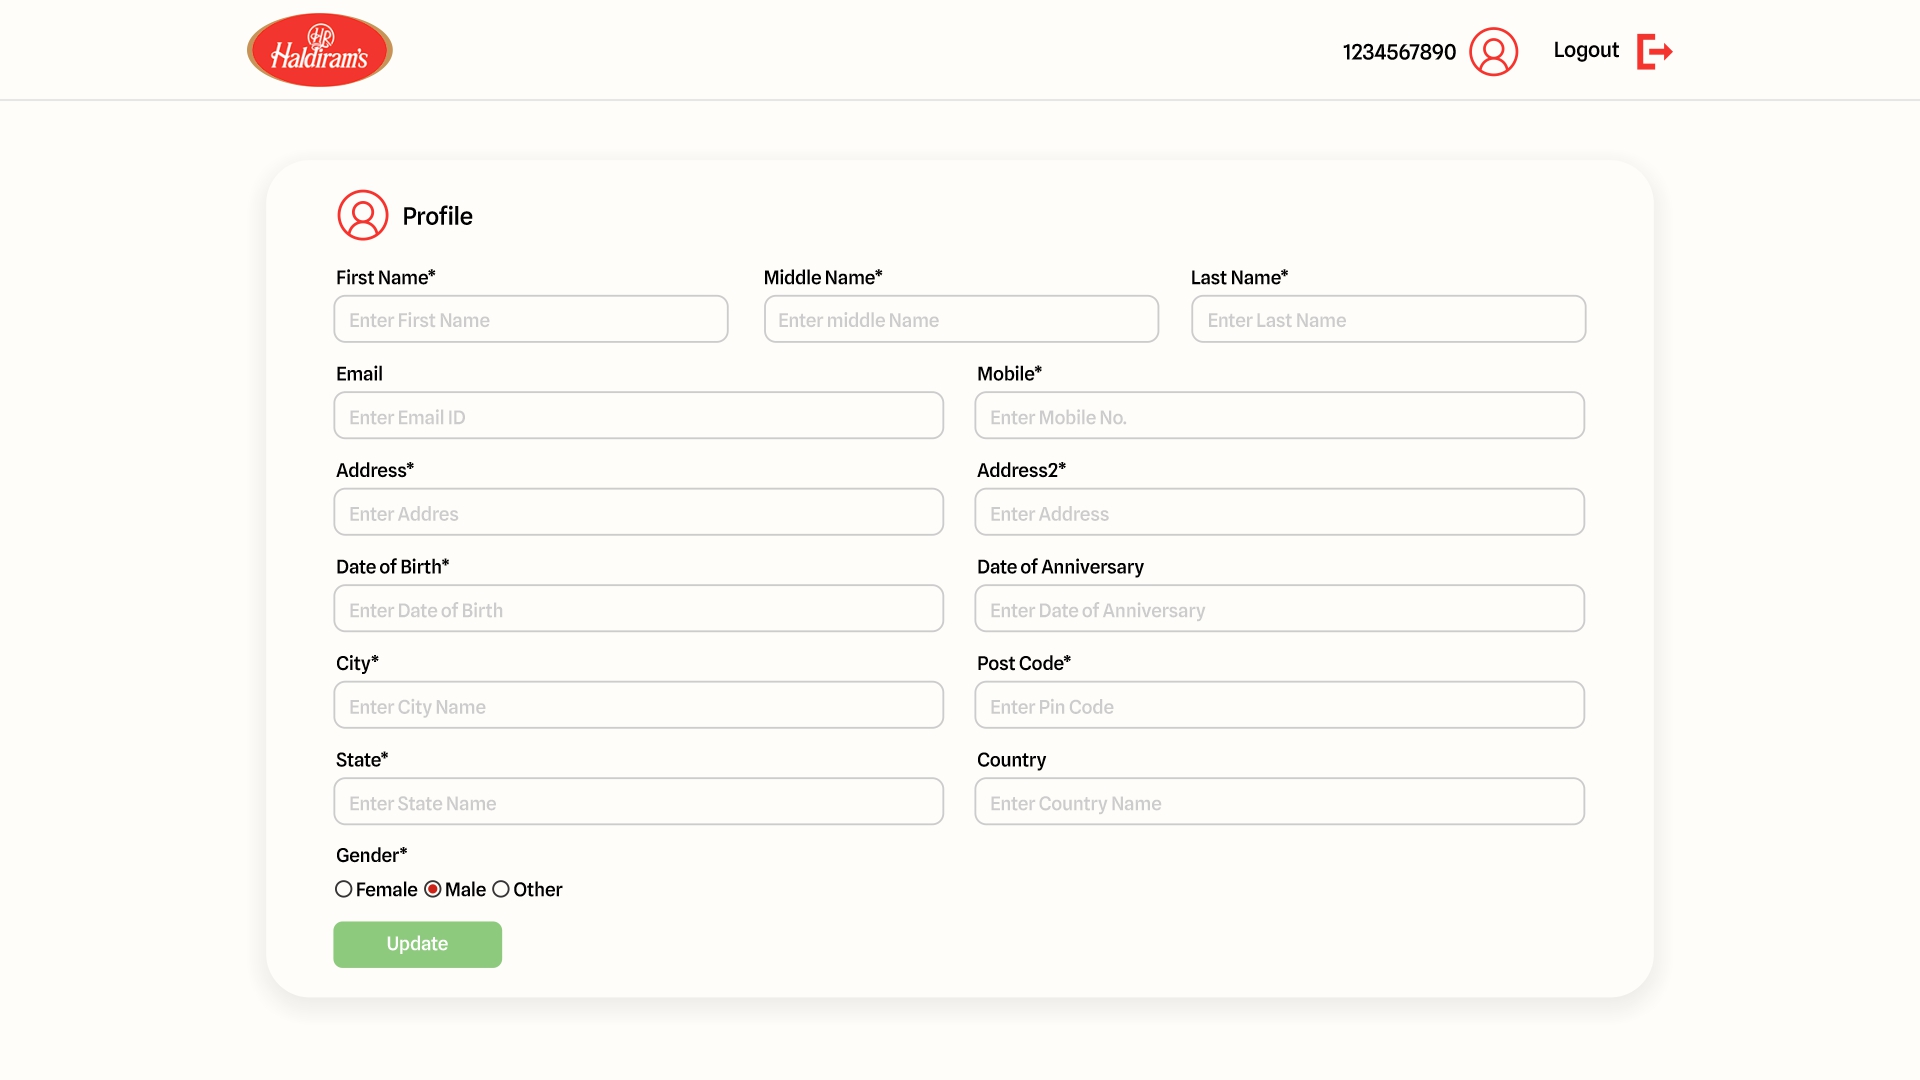 HR
Haldiram's
1234567890
Logout
Profile
First Name* Middle Name* Last Name*
Enter First Name Enter middle Name Enter Last Name
Email Mobile*
Enter Email ID Enter Mobile No.
Address* Address2*
Enter Addres Enter Address
Date of Birth* Date of Anniversary
Enter Date of Birth Enter Date of Anniversary
City* Post Code*
Enter City Name Enter Pin Code
State* Country
Enter State Name Enter Country Name
Gender*
Female Male Other
Update